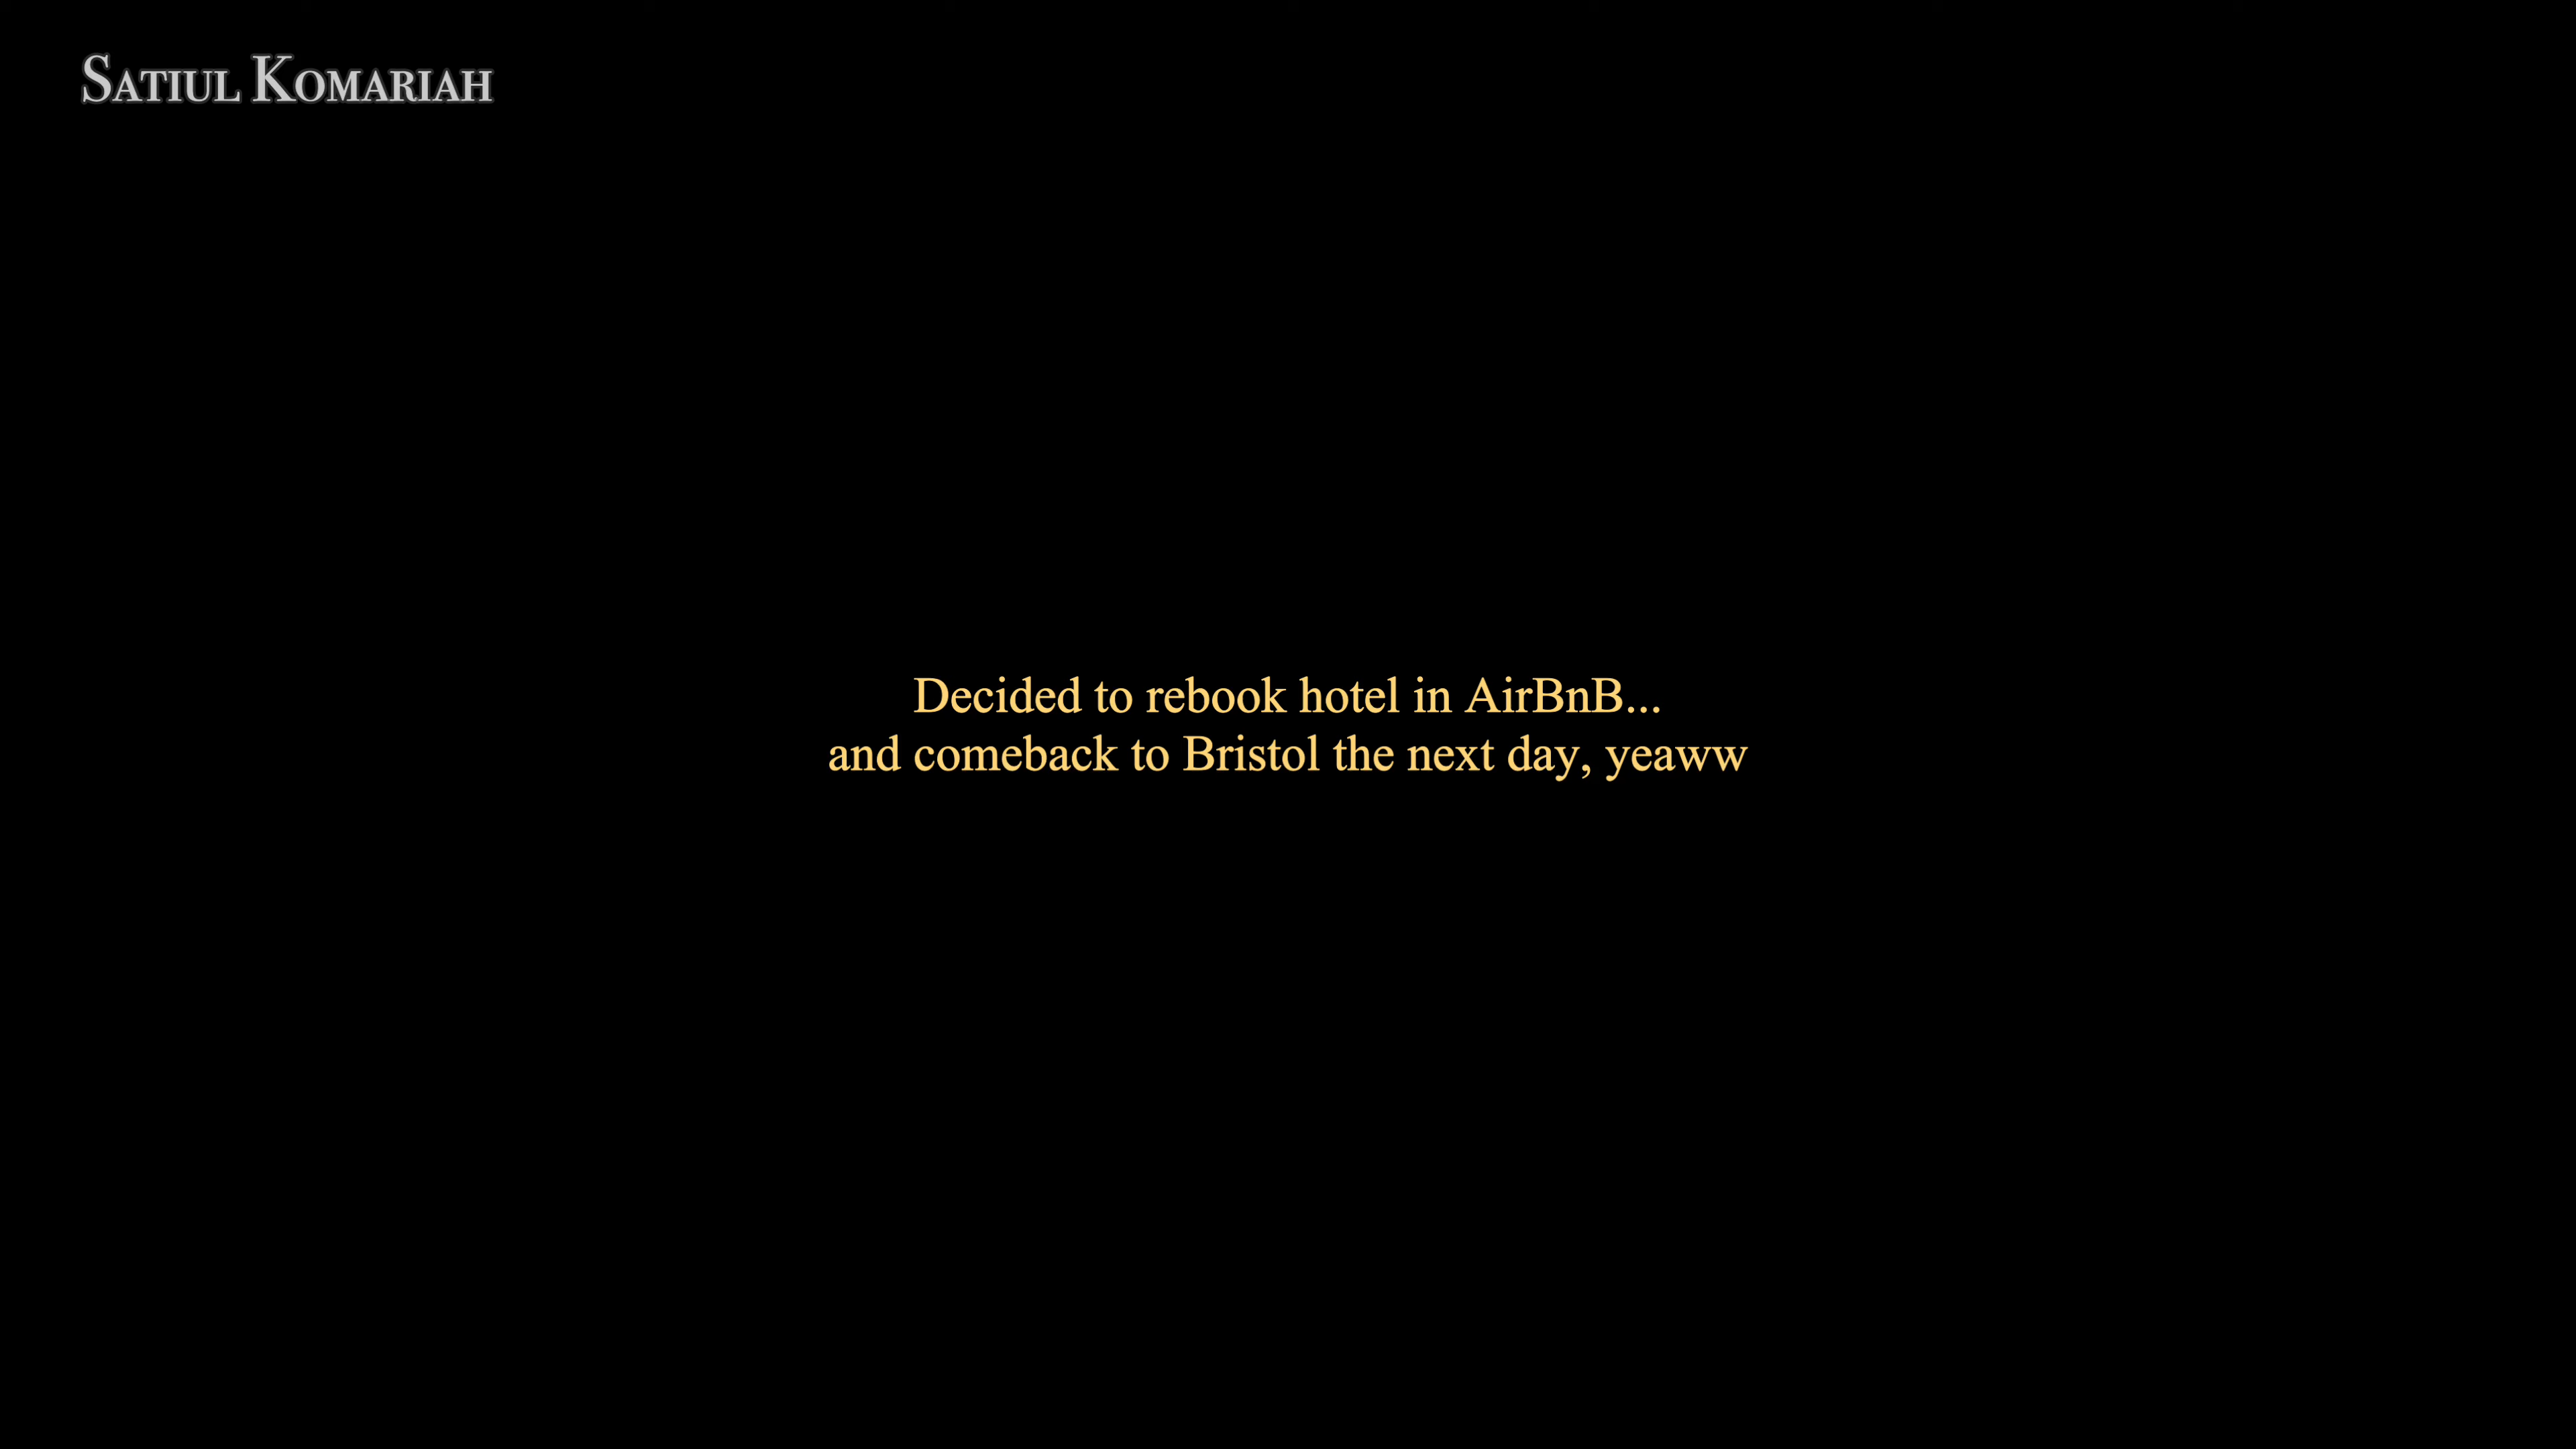 SATIUL KOMARIAH
Decided to rebook hotel in AirBnB...
and comeback to Bristol the next day, yeaww